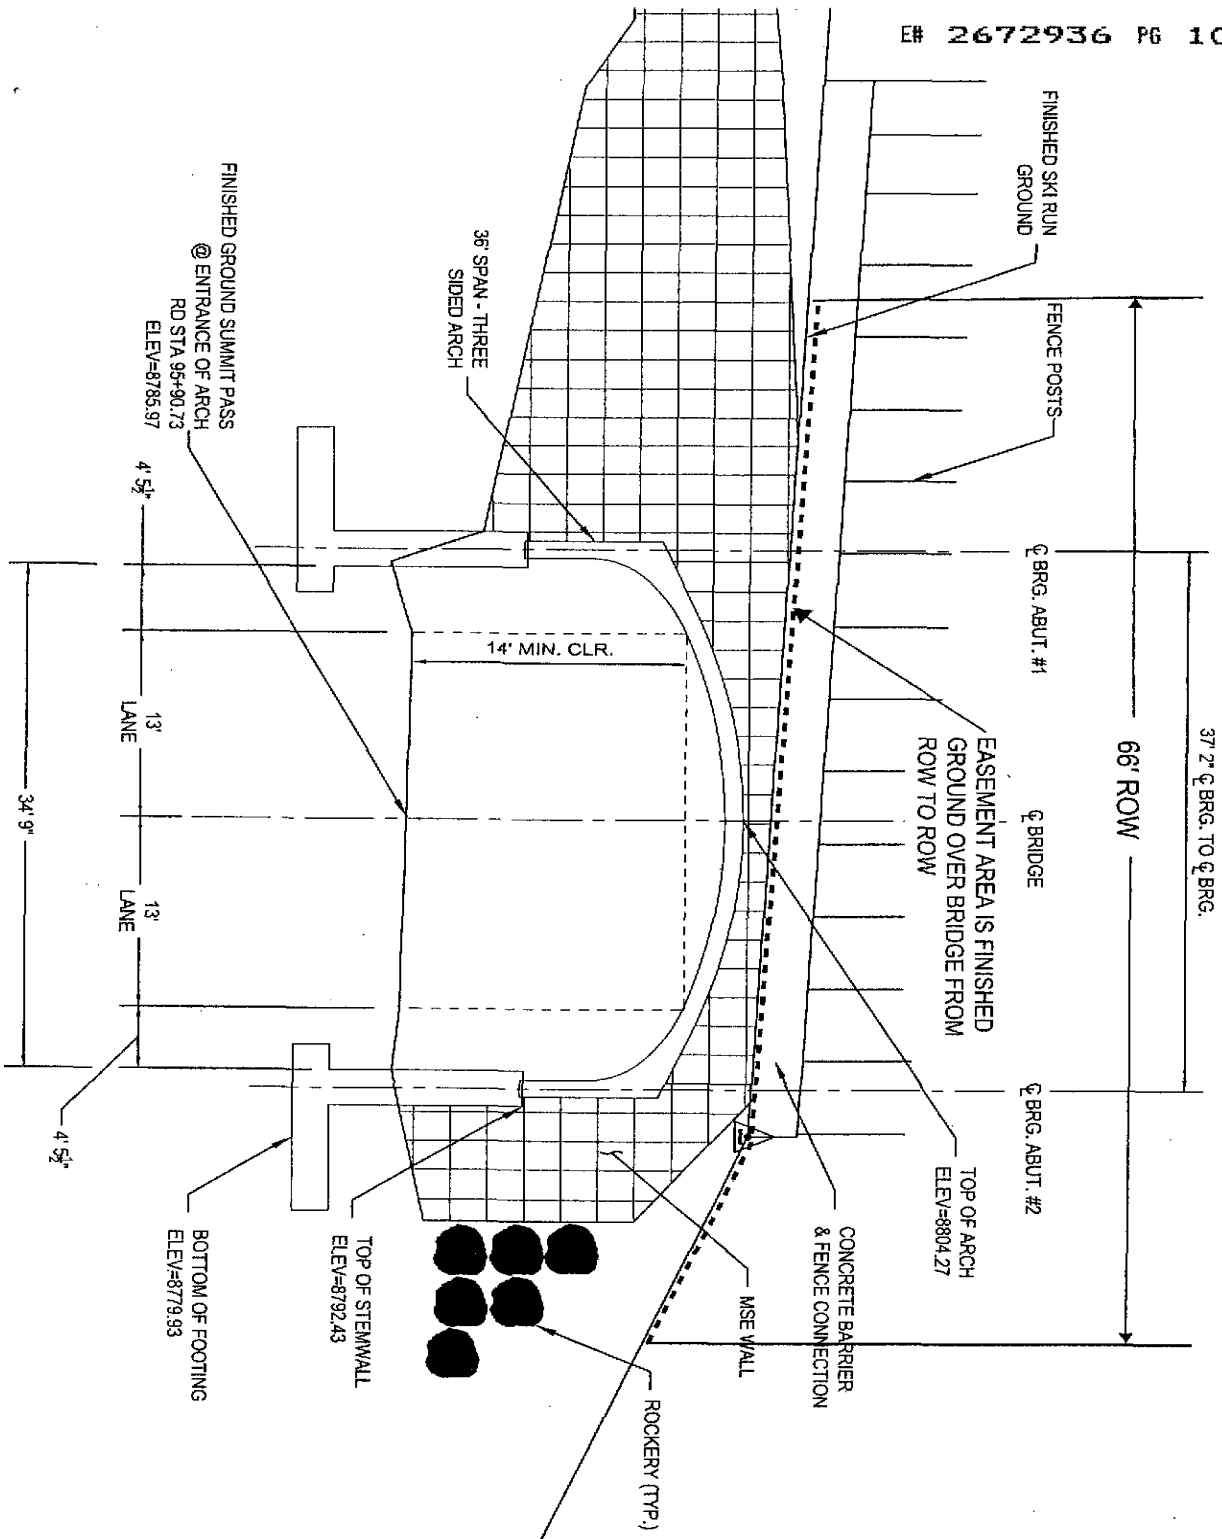 E# 2672936 PG 10
37' 2" ℄ BRG. TO ℄ BRG.
66' ROW
℄ BRG. ABUT. #1
℄ BRIDGE
℄ BRG. ABUT. #2
FINISHED SKI RUN
GROUND
FENCE POSTS
EASEMENT AREA IS FINISHED
GROUND OVER BRIDGE FROM
ROW TO ROW
TOP OF ARCH
ELEV=8804.27
CONCRETE BARRIER
& FENCE CONNECTION
MSE WALL
ROCKERY (TYP.)
36' SPAN - THREE
SIDED ARCH
14' MIN. CLR.
TOP OF STEMWALL
ELEV=8792.43
FINISHED GROUND SUMMIT PASS
@ ENTRANCE OF ARCH
RD STA 95+90.73
ELEV=8785.97
BOTTOM OF FOOTING
ELEV=8779.93
4' 5½"
13'
LANE
13'
LANE
4' 5½"
34' 9"